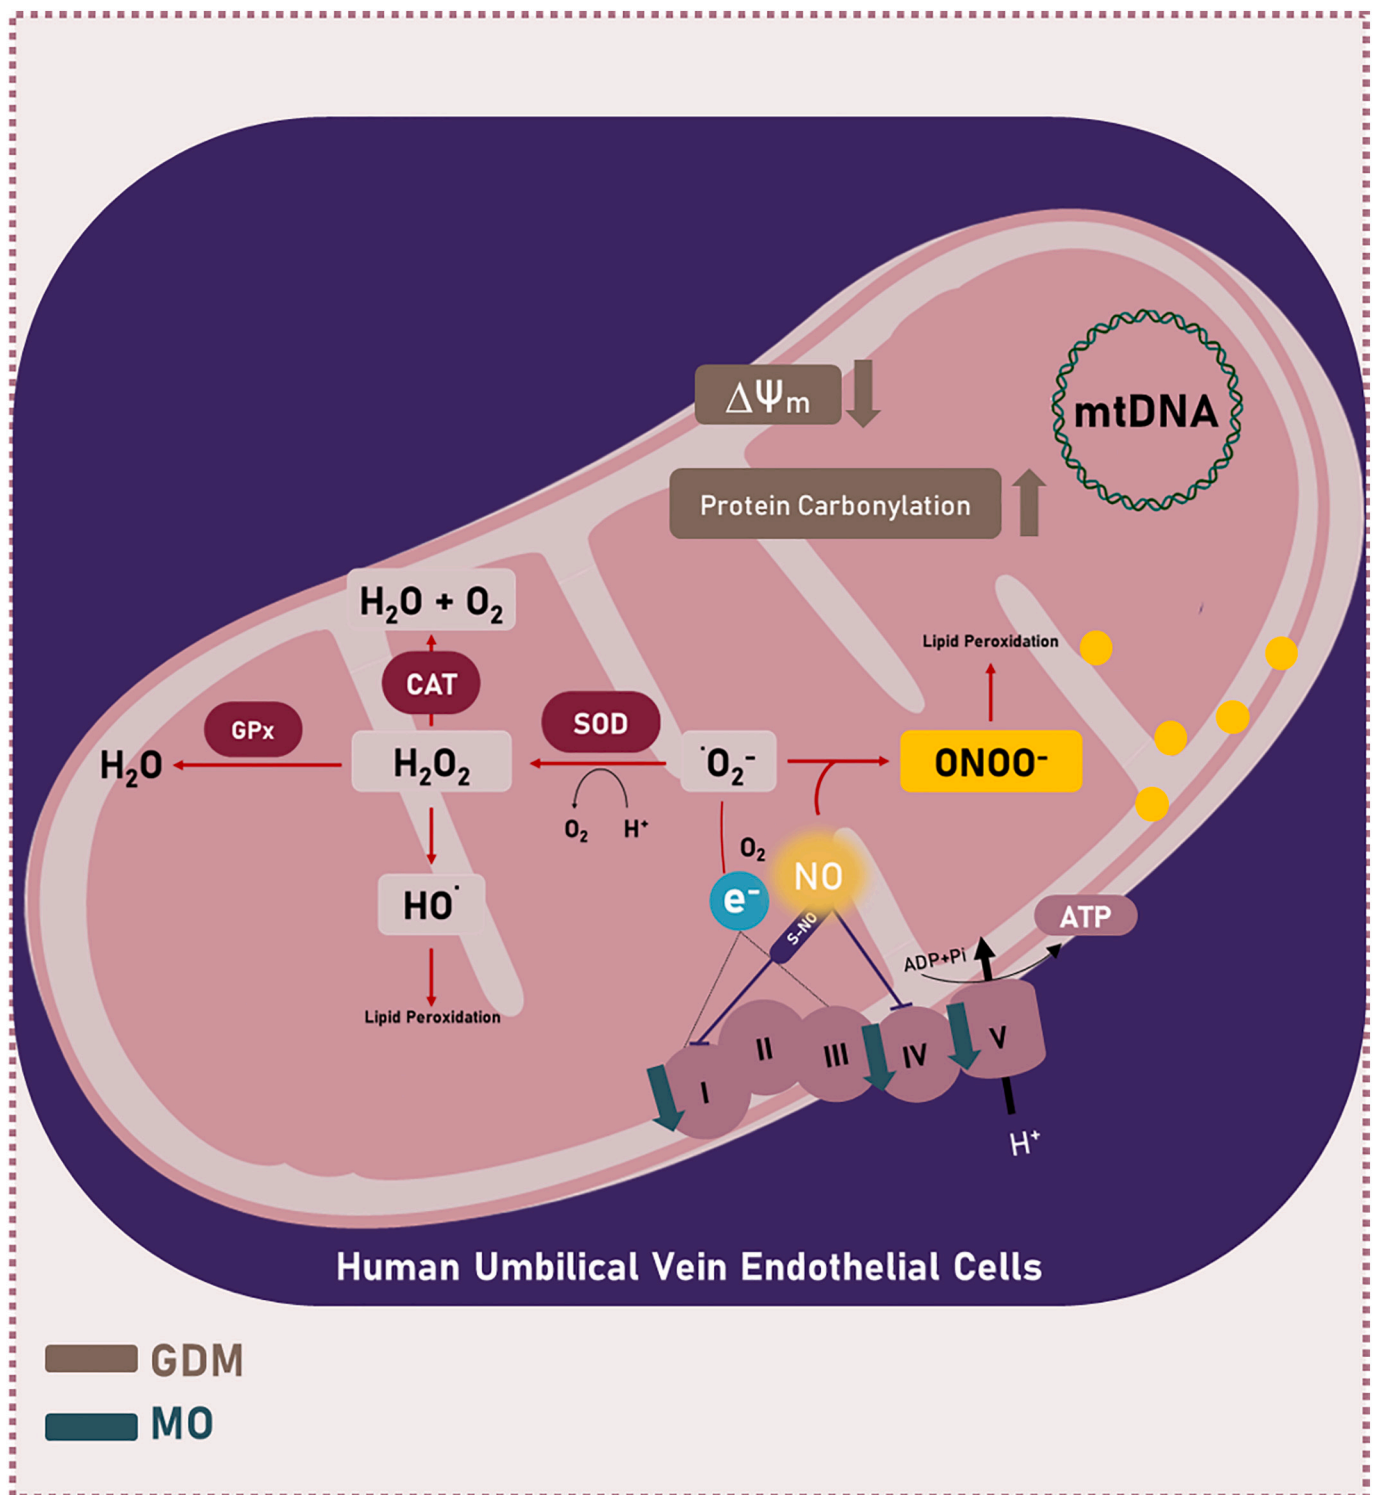 ΔΨm
mtDNA
Protein Carbonylation
H₂O + O₂
Lipid Peroxidation
CAT
GPx
SOD
H₂O
H₂O₂
˙O₂⁻
ONOO⁻
O₂
H⁺
O₂
NO
e⁻
HO˙
S-NO
ATP
ADP+Pi
Lipid Peroxidation
I
II
III
IV
V
H⁺
Human Umbilical Vein Endothelial Cells
GDM
MO